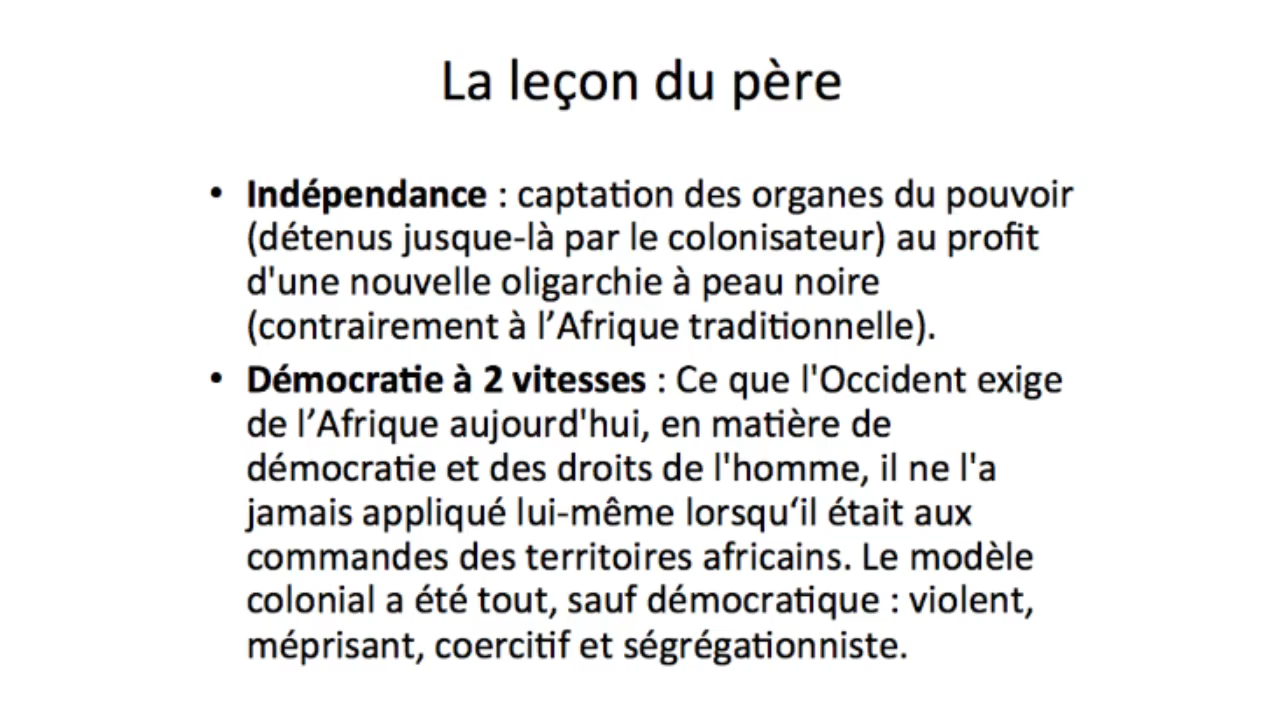 La leçon du père
• Indépendance : captation des organes du pouvoir
(détenus jusque-là par le colonisateur) au profit
d'une nouvelle oligarchie à peau noire
(contrairement à l’Afrique traditionnelle).
• Démocratie à 2 vitesses : Ce que l'Occident exige
de l’Afrique aujourd'hui, en matière de
démocratie et des droits de l'homme, il ne l'a
jamais appliqué lui-même lorsqu‘il était aux
commandes des territoires africains. Le modèle
colonial a été tout, sauf démocratique : violent,
méprisant, coercitif et ségrégationniste.